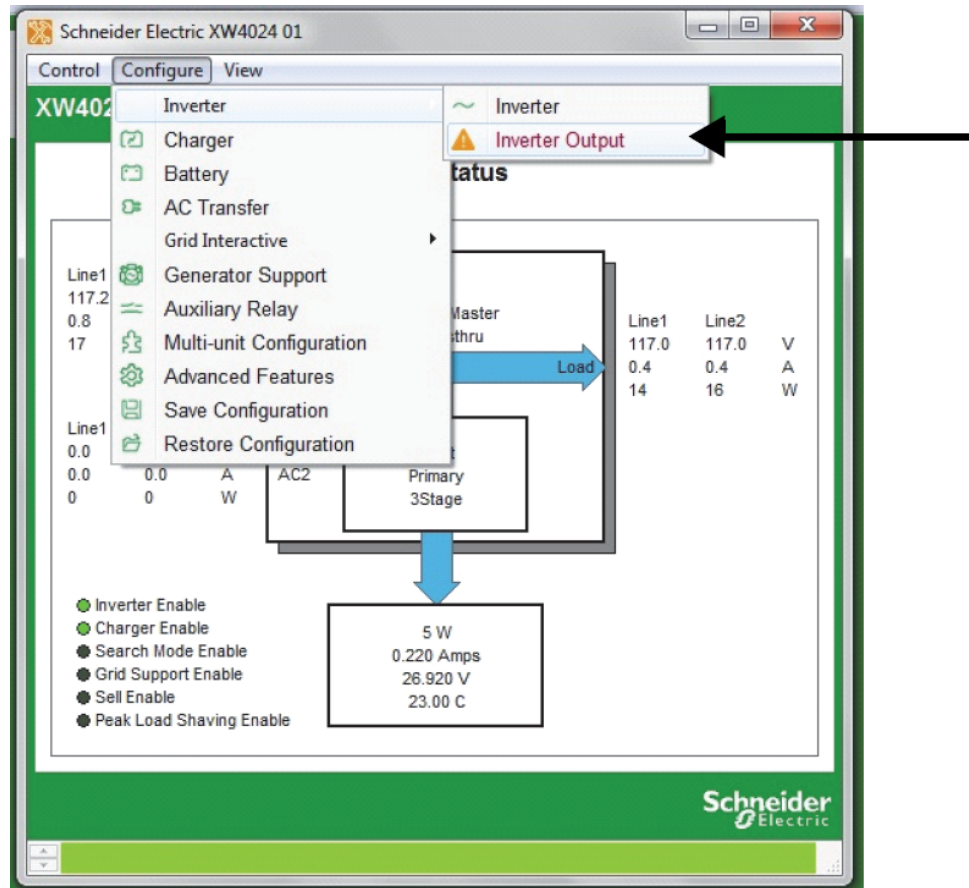 Schneider Electric XW4024 01
Control Configure View
XW402
Inverter
Charger
Battery
AC Transfer
Grid Interactive
Generator Support
Auxiliary Relay
Multi-unit Configuration
Advanced Features
Save Configuration
Restore Configuration
Inverter
Inverter Output
tatus
Line1
117.2
0.8
17
Master
sthru
Load
Line1 Line2
117.0 117.0 V
0.4 0.4 A
14 16 W
Line1
0.0
0.0 0.0 A AC2
0 0 W
t
Primary
3Stage
Inverter Enable
Charger Enable
Search Mode Enable
Grid Support Enable
Sell Enable
Peak Load Shaving Enable
5 W
0.220 Amps
26.920 V
23.00 C
Schneider
Electric